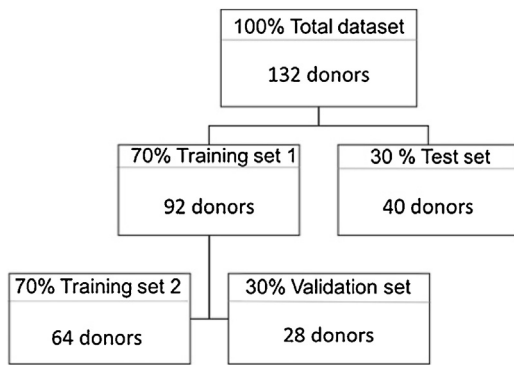 100% Total dataset
132 donors
70% Training set 1
92 donors
30 % Test set
40 donors
70% Training set 2
64 donors
30% Validation set
28 donors